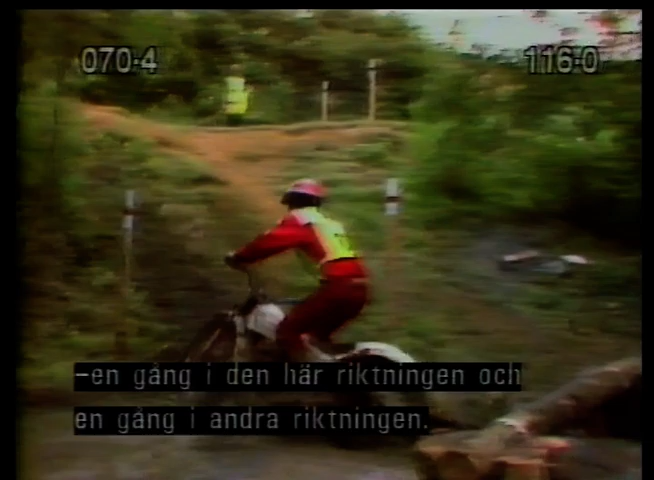 070·4
116·0
–en gång i den här riktningen och
en gång i andra riktningen.